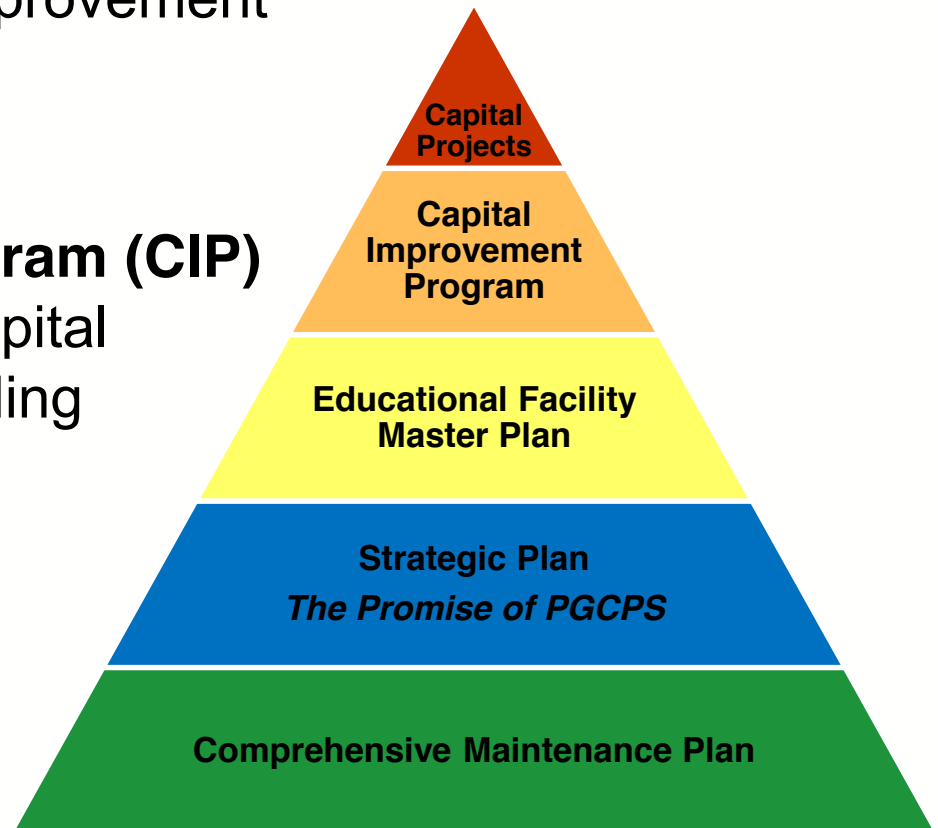 provement
ram (CIP)
pital
ling
Capital
Projects
Capital
Improvement
Program
Educational Facility
Master Plan
Strategic Plan
The Promise of PGCPS
Comprehensive Maintenance Plan